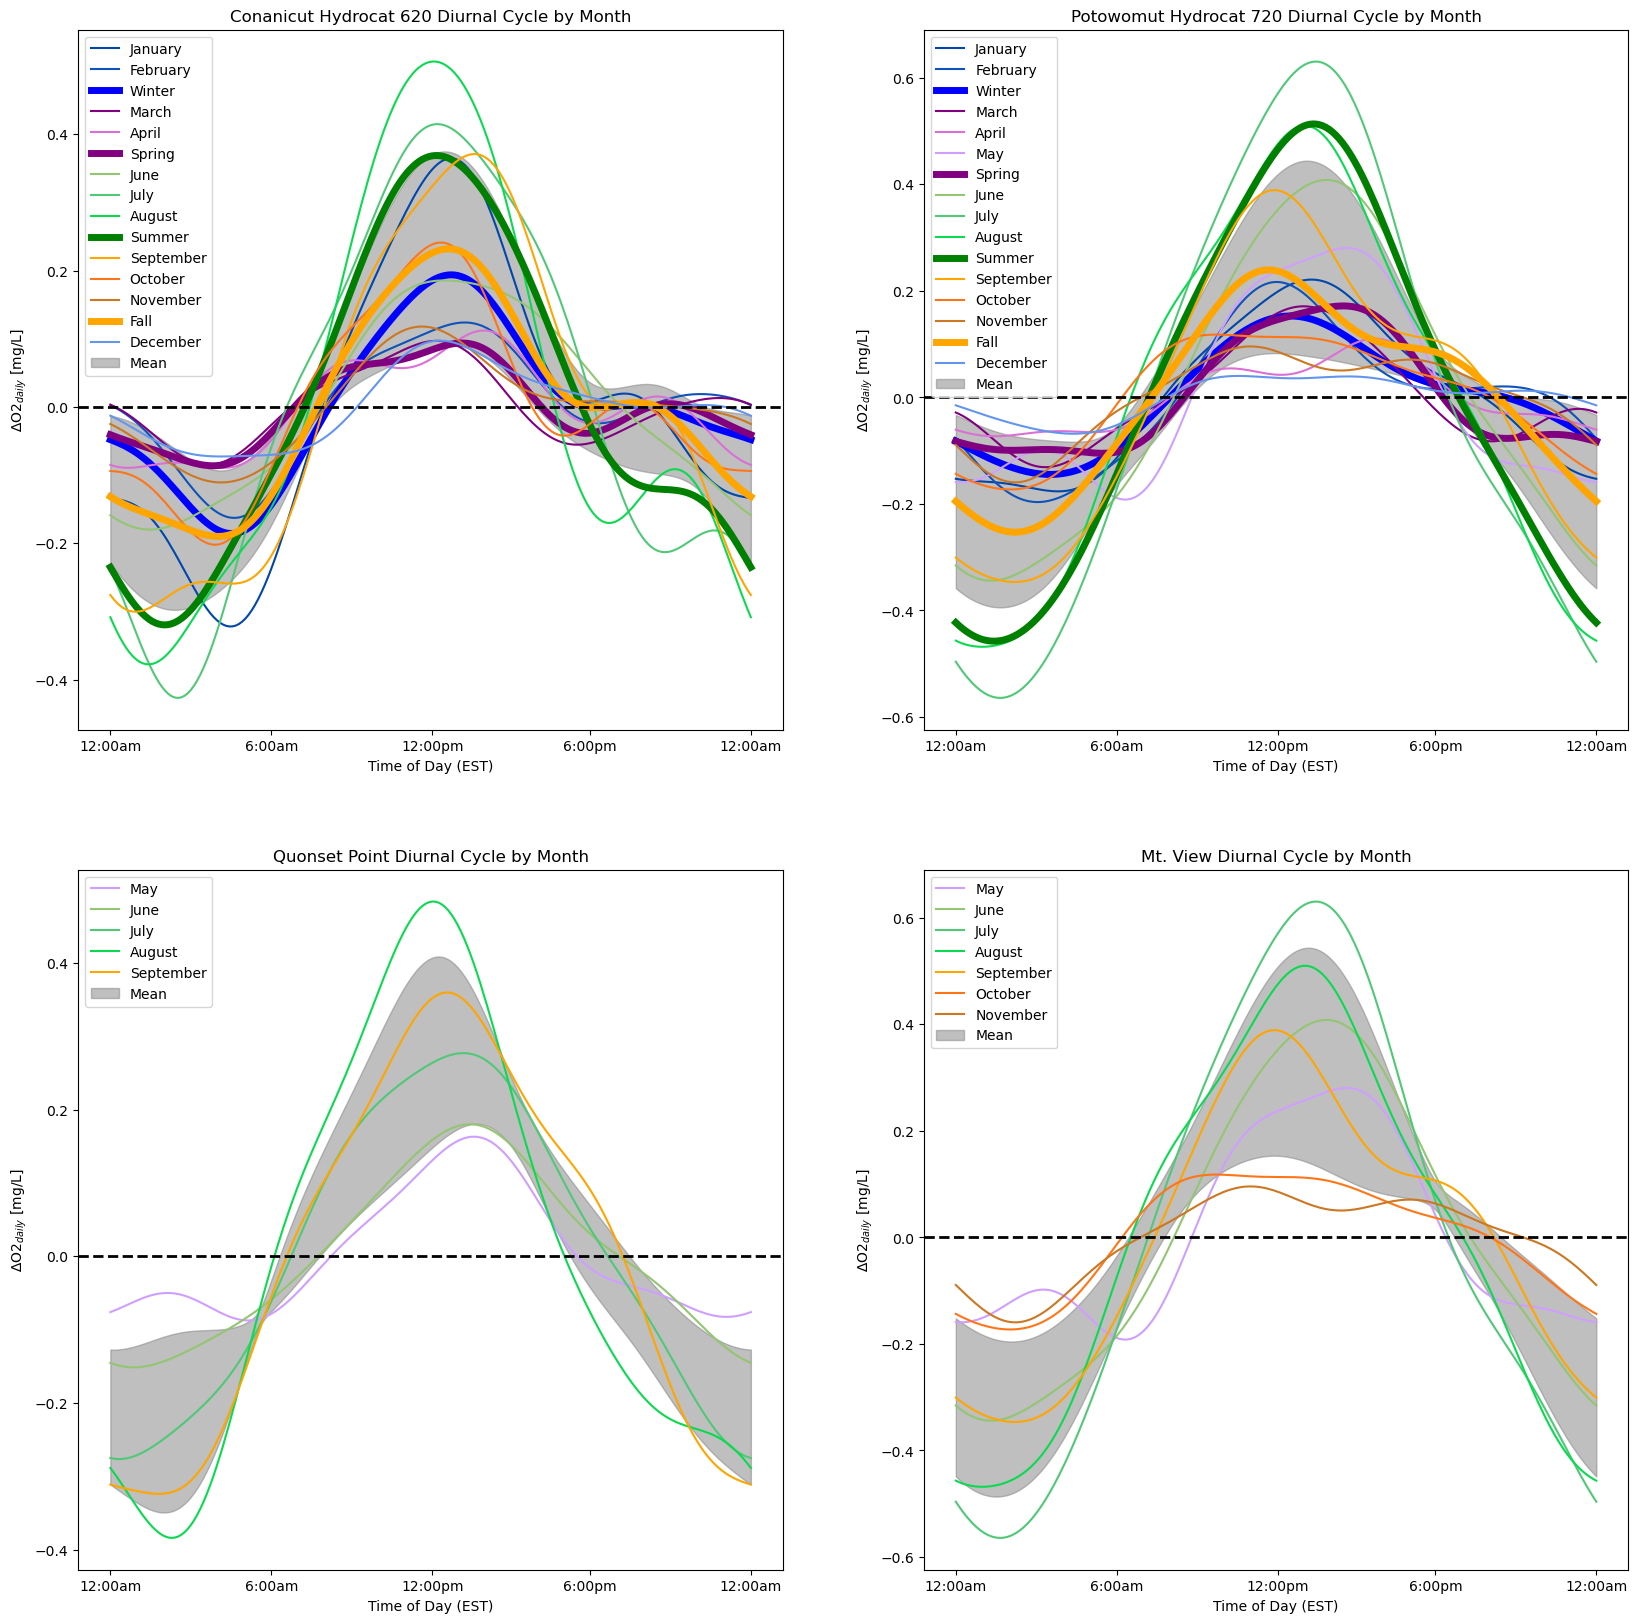 Conanicut Hydrocat 620 Diurnal Cycle by Month
January
February
Winter
March
April
Spring
June
July
August
Summer
September
October
November
Fall
December
Mean
0.4
0.2
0.0
−0.2
−0.4
ΔO2daily [mg/L]
12:00am 6:00am 12:00pm 6:00pm 12:00am
Time of Day (EST)
Potowomut Hydrocat 720 Diurnal Cycle by Month
January
February
Winter
March
April
May
Spring
June
July
August
Summer
September
October
November
Fall
December
Mean
0.6
0.4
0.2
0.0
−0.2
−0.4
−0.6
ΔO2daily [mg/L]
12:00am 6:00am 12:00pm 6:00pm 12:00am
Time of Day (EST)
Quonset Point Diurnal Cycle by Month
May
June
July
August
September
Mean
0.4
0.2
0.0
−0.2
−0.4
ΔO2daily [mg/L]
12:00am 6:00am 12:00pm 6:00pm 12:00am
Time of Day (EST)
Mt. View Diurnal Cycle by Month
May
June
July
August
September
October
November
Mean
0.6
0.4
0.2
0.0
−0.2
−0.4
−0.6
ΔO2daily [mg/L]
12:00am 6:00am 12:00pm 6:00pm 12:00am
Time of Day (EST)